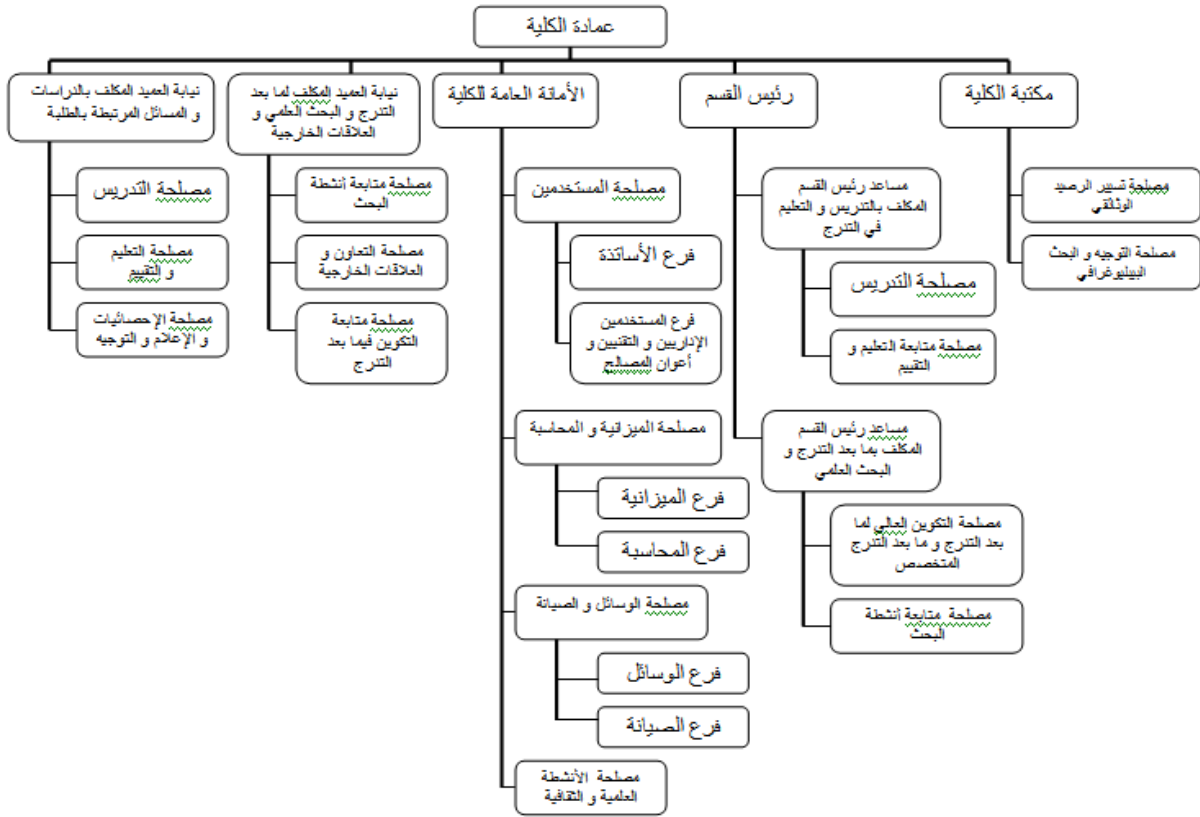 عمادة الكلية
مكتبة الكلية
مصلحة تسيير الرصيد
الوثائقي
مصلحة التوجيه و البحث
البيبليوغرافي
رئيس القسم
مساعد رئيس القسم
المكلف بالتدريس و التعليم
في التدرج
مصلحة التدريس
مصلحة متابعة التعليم و
التقييم
مساعد رئيس القسم
المكلف بما بعد التدرج و
البحث العلمي
مصلحة التكوين العالي لما
بعد التدرج و ما بعد التدرج
المتخصص
مصلحة متابعة أنشطة
البحث
الأمانة العامة للكلية
مصلحة المستخدمين
فرع الأساتذة
فرع المستخدمين
الإداريين و التقنيين و
أعوان المصالح
مصلحة الميزانية و المحاسبة
فرع الميزانية
فرع المحاسبة
مصلحة الوسائل و الصيانة
فرع الوسائل
فرع الصيانة
مصلحة الأنشطة
العلمية و الثقافية
نيابة العميد المكلف لما بعد
التدرج و البحث العلمي و
العلاقات الخارجية
مصلحة متابعة أنشطة
البحث
مصلحة التعاون و
العلاقات الخارجية
مصلحة متابعة
التكوين فيما بعد
التدرج
نيابة العميد المكلف بالدراسات
و المسائل المرتبطة بالطلبة
مصلحة التدريس
مصلحة التعليم
و التقييم
مصلحة الإحصائيات
و الإعلام و التوجيه